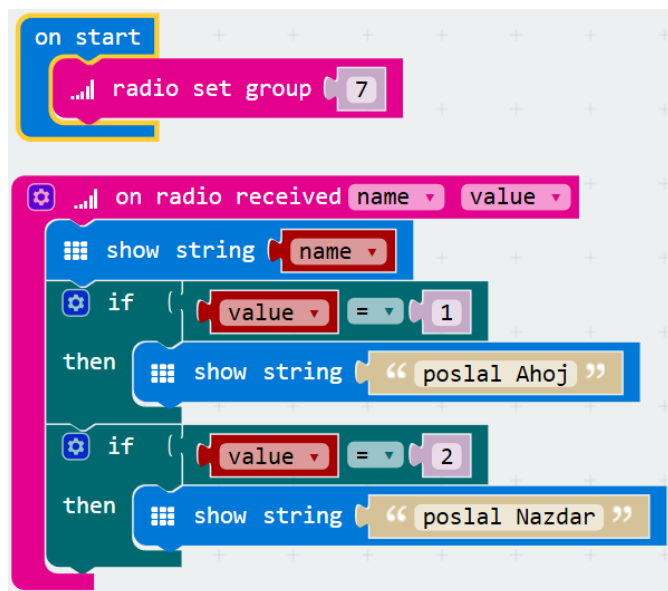 on start
radio set group 7
on radio received name value
show string name
if value = 1
then show string “ poslal Ahoj ”
if value = 2
then show string “ poslal Nazdar ”